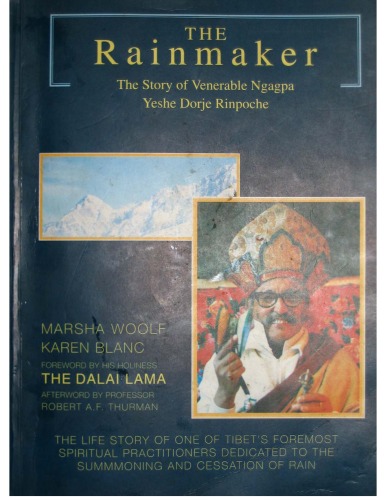 THE
Rainmaker
The Story of Venerable Ngagpa
Yeshe Dorje Rinpoche
MARSHA WOOLF
KAREN BLANC
FOREWORD BY HIS HOLINESS
THE DALAI LAMA
AFTERWORD BY PROFESSOR
ROBERT A.F. THURMAN
THE LIFE STORY OF ONE OF TIBET'S FOREMOST
SPIRITUAL PRACTITIONERS DEDICATED TO THE
SUMMMONING AND CESSATION OF RAIN